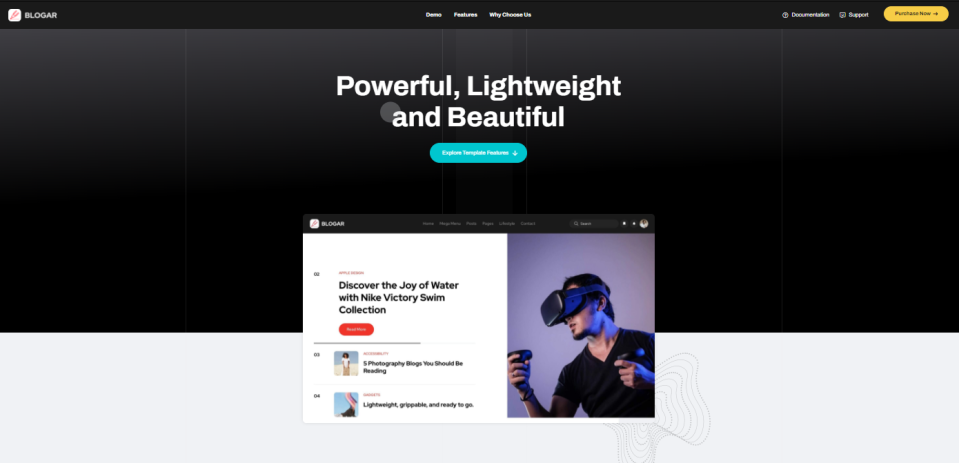 BLOGAR
Demo
Features
Why Choose Us
Documentation
Support
Purchase Now →
Powerful, Lightweight
and Beautiful
Explore Template Features ↓
BLOGAR
Home
Mega Menu
Posts
Pages
Lifestyle
Contact
Search
02
APPLE DESIGN
Discover the Joy of Water
with Nike Victory Swim
Collection
Read More
03
ACCESSIBILITY
5 Photography Blogs You Should Be
Reading
04
GADGETS
Lightweight, grippable, and ready to go.